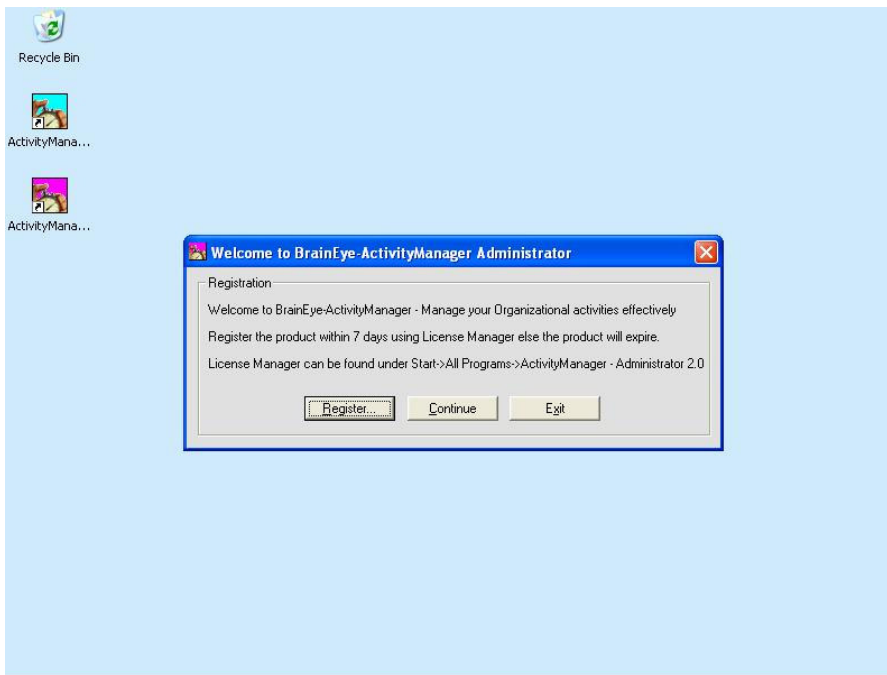 Recycle Bin
ActivityMana...
ActivityMana...
Welcome to BrainEye-ActivityManager Administrator
Registration
Welcome to BrainEye-ActivityManager - Manage your Organizational activities effectively
Register the product within 7 days using License Manager else the product will expire.
License Manager can be found under Start->All Programs->ActivityManager - Administrator 2.0
Register... Continue Exit